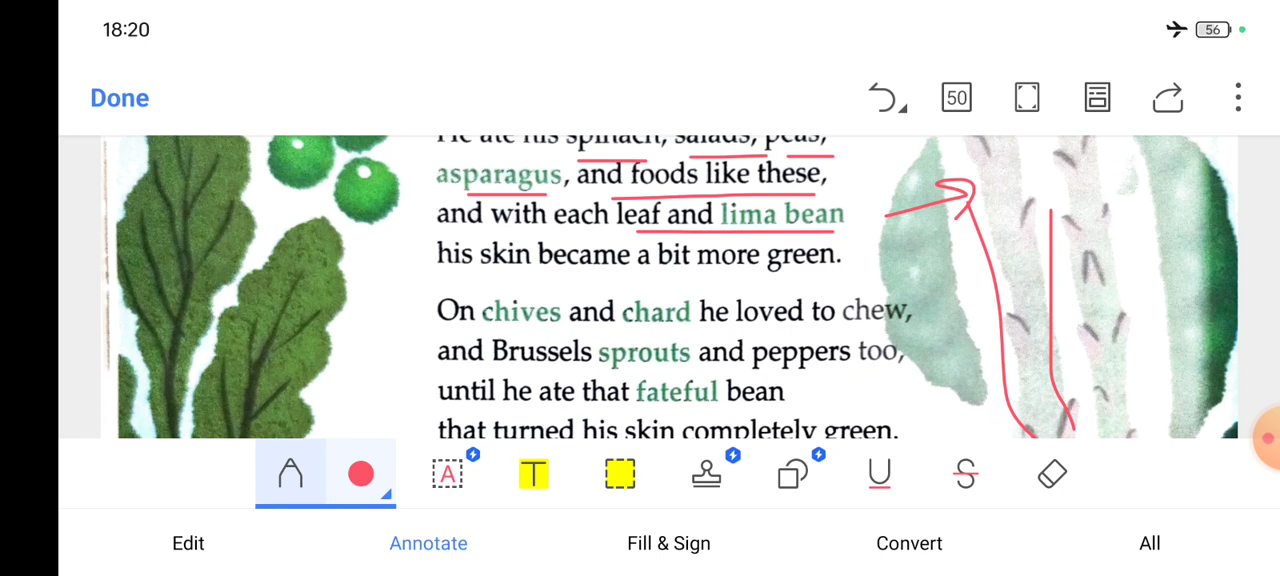 18:20
56
Done
50
He ate his spinach, salads, peas,
asparagus, and foods like these,
and with each leaf and lima bean
his skin became a bit more green.
On chives and chard he loved to chew,
and Brussels sprouts and peppers too,
until he ate that fateful bean
that turned his skin completely green.
A
T
U
S
Edit
Annotate
Fill & Sign
Convert
All